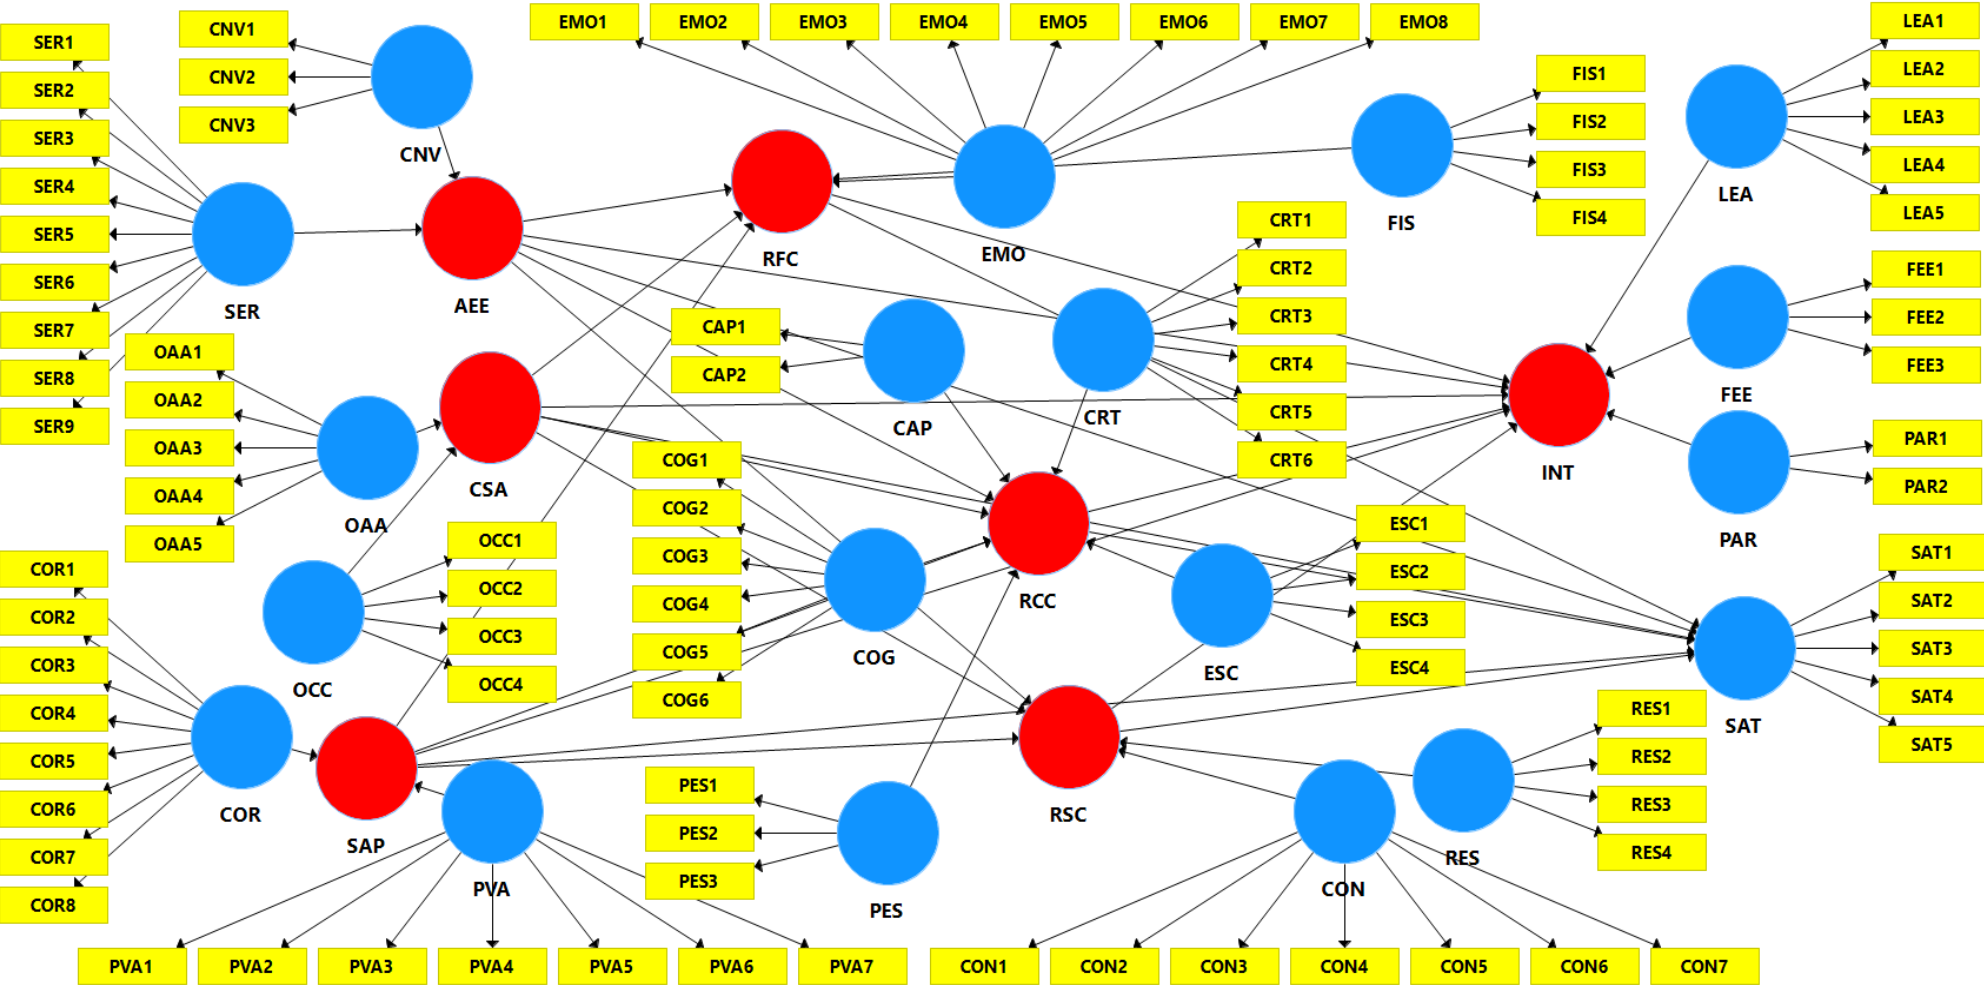 SER1
SER2
SER3
SER4
SER5
SER6
SER7
SER8
SER9
CNV1
CNV2
CNV3
CNV
SER
AEE
EMO1
EMO2
EMO3
EMO4
EMO5
EMO6
EMO7
EMO8
RFC
EMO
FIS1
FIS2
FIS3
FIS4
FIS
LEA1
LEA2
LEA3
LEA4
LEA5
LEA
OAA1
OAA2
OAA3
OAA4
OAA5
OAA
CSA
CAP1
CAP2
CAP
CRT1
CRT2
CRT3
CRT4
CRT5
CRT6
CRT
FEE1
FEE2
FEE3
FEE
INT
PAR1
PAR2
PAR
COG1
COG2
COG3
COG4
COG5
COG6
COG
RCC
ESC1
ESC2
ESC3
ESC4
ESC
SAT1
SAT2
SAT3
SAT4
SAT5
SAT
OCC1
OCC2
OCC3
OCC4
OCC
COR1
COR2
COR3
COR4
COR5
COR6
COR7
COR8
COR
SAP
PVA
PES1
PES2
PES3
PES
RSC
CON
RES1
RES2
RES3
RES4
RES
PVA1
PVA2
PVA3
PVA4
PVA5
PVA6
PVA7
CON1
CON2
CON3
CON4
CON5
CON6
CON7